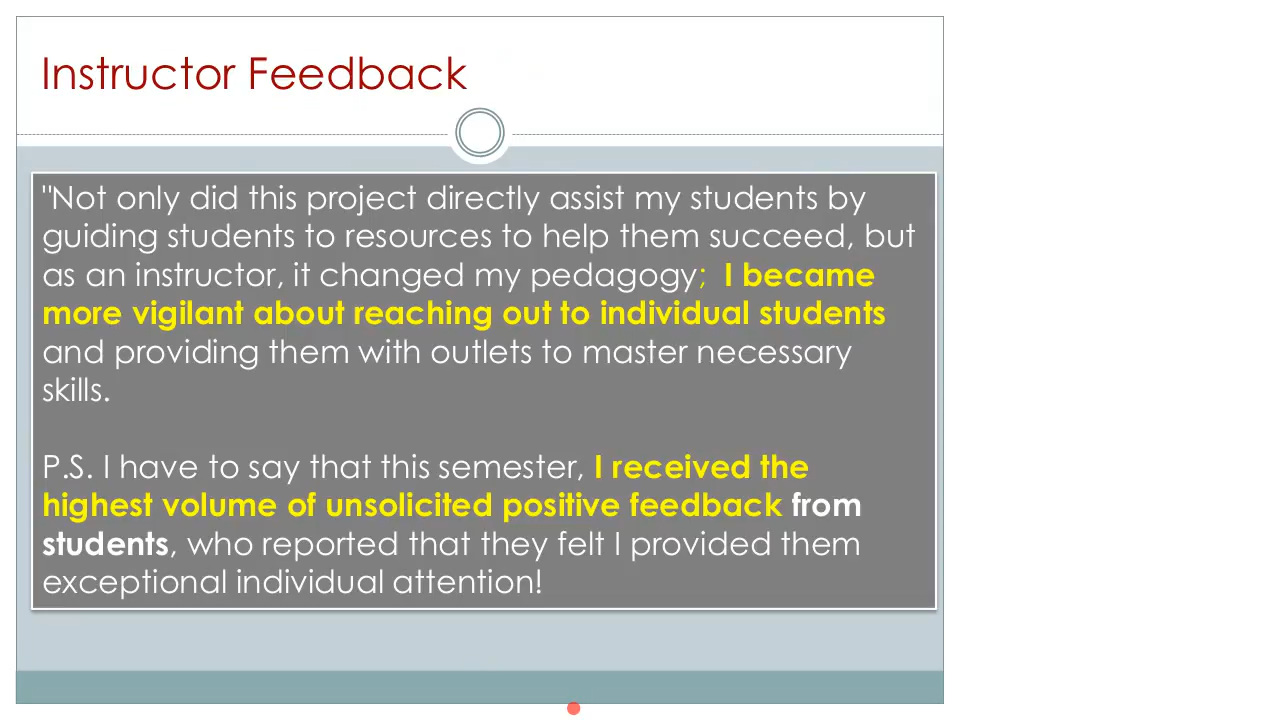 Instructor Feedback
"Not only did this project directly assist my students by
guiding students to resources to help them succeed, but
as an instructor, it changed my pedagogy;  I became
more vigilant about reaching out to individual students
and providing them with outlets to master necessary
skills.
P.S. I have to say that this semester, I received the
highest volume of unsolicited positive feedback from
students, who reported that they felt I provided them
exceptional individual attention!